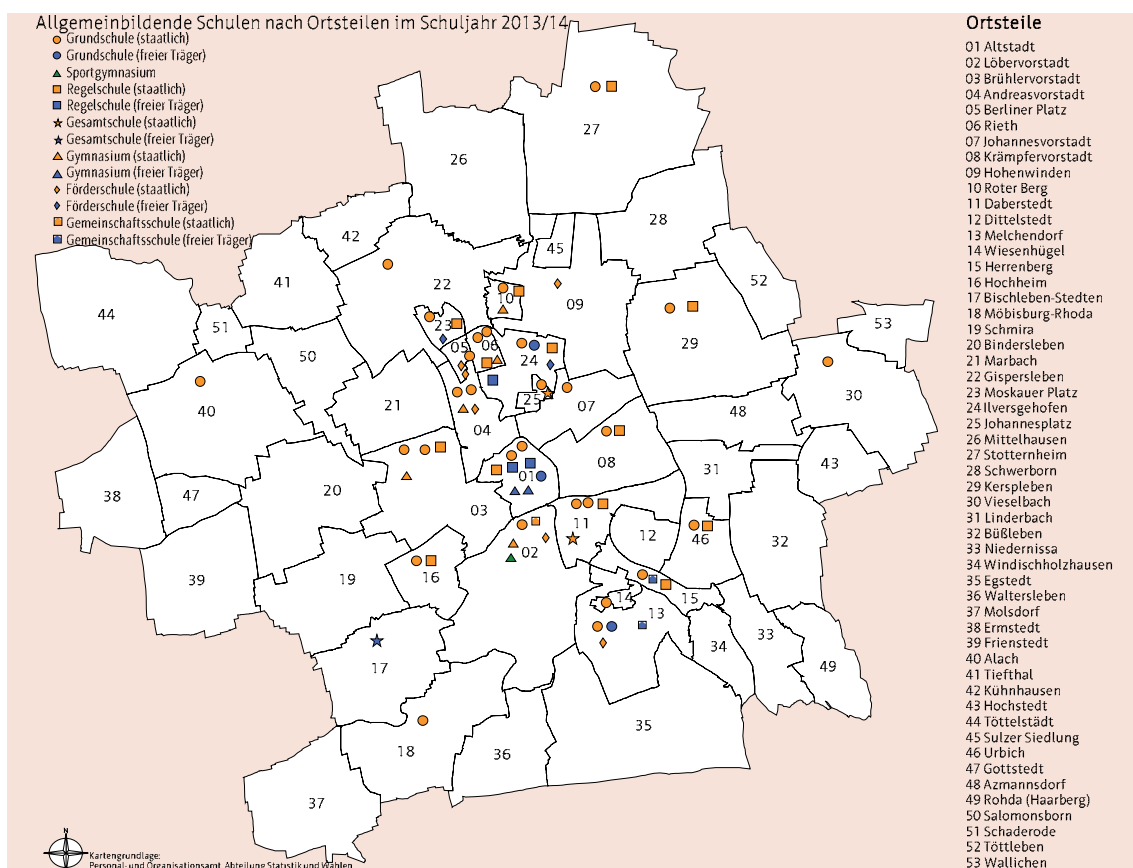 Allgemeinbildende Schulen nach Ortsteilen im Schuljahr 2013/14
Grundschule (staatlich)
Grundschule (freier Träger)
Sportgymnasium
Regelschule (staatlich)
Regelschule (freier Träger)
Gesamtschule (staatlich)
Gesamtschule (freier Träger)
Gymnasium (staatlich)
Gymnasium (freier Träger)
Förderschule (staatlich)
Förderschule (freier Träger)
Gemeinschaftsschule (staatlich)
Gemeinschaftsschule (freier Träger)
27
26
28
42
45
52
41
22
44
10
09
51
23
53
50
05
06
24
29
40
21
25
07
48
30
04
08
38
47
20
01
31
43
03
11
02
12
46
32
39
19
16
14
15
13
34
33
17
49
35
18
36
37
Ortsteile
01 Altstadt
02 Löbervorstadt
03 Brühlervorstadt
04 Andreasvorstadt
05 Berliner Platz
06 Rieth
07 Johannesvorstadt
08 Krämpfervorstadt
09 Hohenwinden
10 Roter Berg
11 Daberstedt
12 Dittelstedt
13 Melchendorf
14 Wiesenhügel
15 Herrenberg
16 Hochheim
17 Bischleben-Stedten
18 Möbisburg-Rhoda
19 Schmira
20 Bindersleben
21 Marbach
22 Gispersleben
23 Moskauer Platz
24 Ilversgehofen
25 Johannesplatz
26 Mittelhausen
27 Stotternheim
28 Schwerborn
29 Kerspleben
30 Vieselbach
31 Linderbach
32 Büßleben
33 Niedernissa
34 Windischholzhausen
35 Egstedt
36 Waltersleben
37 Molsdorf
38 Ermstedt
39 Frienstedt
40 Alach
41 Tiefthal
42 Kühnhausen
43 Hochstedt
44 Töttelstädt
45 Sulzer Siedlung
46 Urbich
47 Gottstedt
48 Azmannsdorf
49 Rohda (Haarberg)
50 Salomonsborn
51 Schaderode
52 Töttleben
53 Wallichen
N
Kartengrundlage:
Personal- und Organisationsamt, Abteilung Statistik und Wahlen